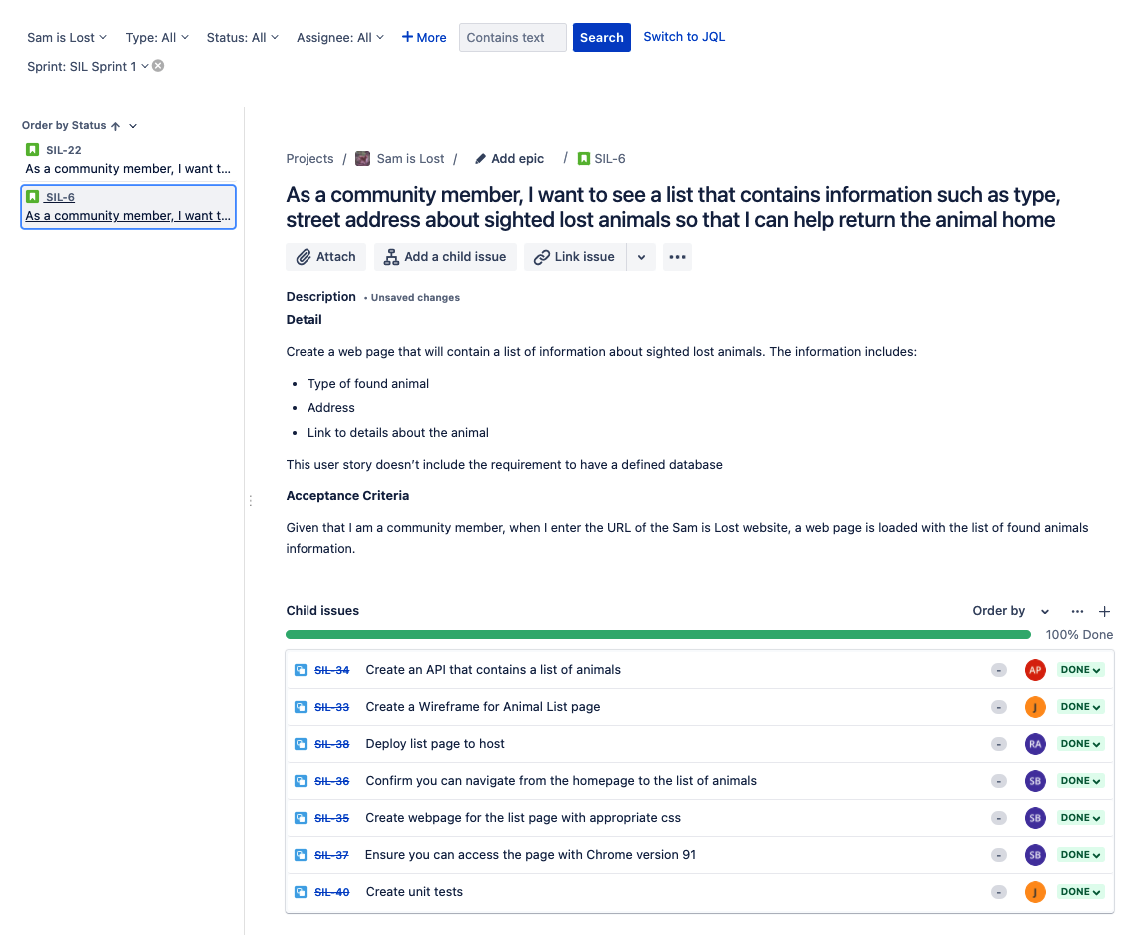 Sam is Lost Type: All Status: All Assignee: All + More Contains text Search Switch to JQL
Sprint: SIL Sprint 1
Order by Status
SIL-22
As a community member, I want t...
SIL-6
As a community member, I want t...
Projects / Sam is Lost / Add epic / SIL-6
As a community member, I want to see a list that contains information such as type,
street address about sighted lost animals so that I can help return the animal home
Attach Add a child issue Link issue
Description • Unsaved changes
Detail
Create a web page that will contain a list of information about sighted lost animals. The information includes:
• Type of found animal
• Address
• Link to details about the animal
This user story doesn't include the requirement to have a defined database
Acceptance Criteria
Given that I am a community member, when I enter the URL of the Sam is Lost website, a web page is loaded with the list of found animals
information.
Child issues Order by
100% Done
SIL-34 Create an API that contains a list of animals - AP DONE
SIL-33 Create a Wireframe for Animal List page - J DONE
SIL-38 Deploy list page to host - RA DONE
SIL-36 Confirm you can navigate from the homepage to the list of animals - SB DONE
SIL-35 Create webpage for the list page with appropriate css - SB DONE
SIL-37 Ensure you can access the page with Chrome version 91 - SB DONE
SIL-40 Create unit tests - J DONE